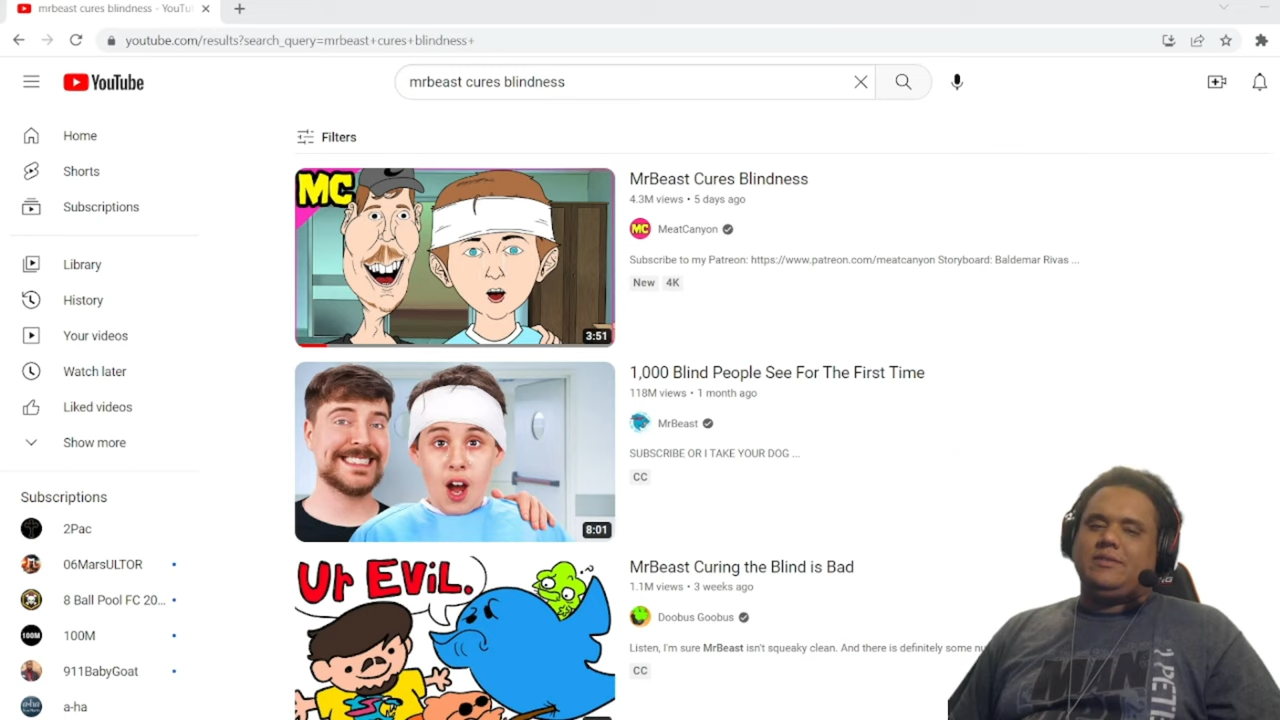 mrbeast cures blindness - YouTu
youtube.com/results?search_query=mrbeast+cures+blindness+
YouTube
mrbeast cures blindness
Home
Shorts
Subscriptions
Library
History
Your videos
Watch later
Liked videos
Show more
Subscriptions
2Pac
06MarsULTOR
8 Ball Pool FC 20...
100M
100M
911BabyGoat
a-ha
a-ha
Filters
MC
3:51
MrBeast Cures Blindness
4.3M views • 5 days ago
MC MeatCanyon
Subscribe to my Patreon: https://www.patreon.com/meatcanyon Storyboard: Baldemar Rivas ...
New 4K
8:01
1,000 Blind People See For The First Time
118M views • 1 month ago
MrBeast
SUBSCRIBE OR I TAKE YOUR DOG ...
CC
Ur EVIL.
MrBeast Curing the Blind is Bad
1.1M views • 3 weeks ago
Doobus Goobus
Listen, I'm sure MrBeast isn't squeaky clean. And there is definitely some
CC